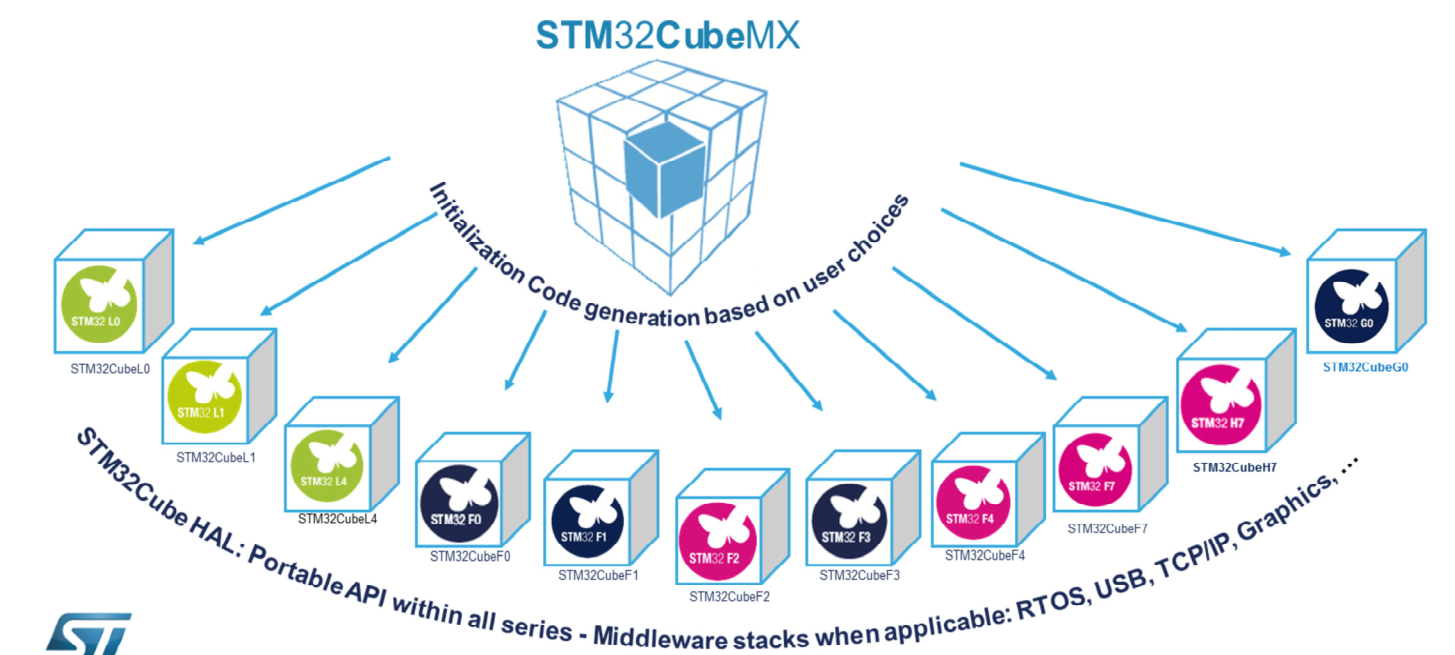 STM32CubeMX
Initialization Code generation based on user choices
STM32 L0
STM32CubeL0
STM32 L1
STM32CubeL1
STM32 L4
STM32CubeL4
STM32 F0
STM32CubeF0
STM32 F1
STM32CubeF1
STM32 F2
STM32CubeF2
STM32 F3
STM32CubeF3
STM32 F4
STM32CubeF4
STM32 F7
STM32CubeF7
STM32 H7
STM32CubeH7
STM32 G0
STM32CubeG0
STM32Cube HAL: Portable API within all series - Middleware stacks when applicable: RTOS, USB, TCP/IP, Graphics, ...
ST